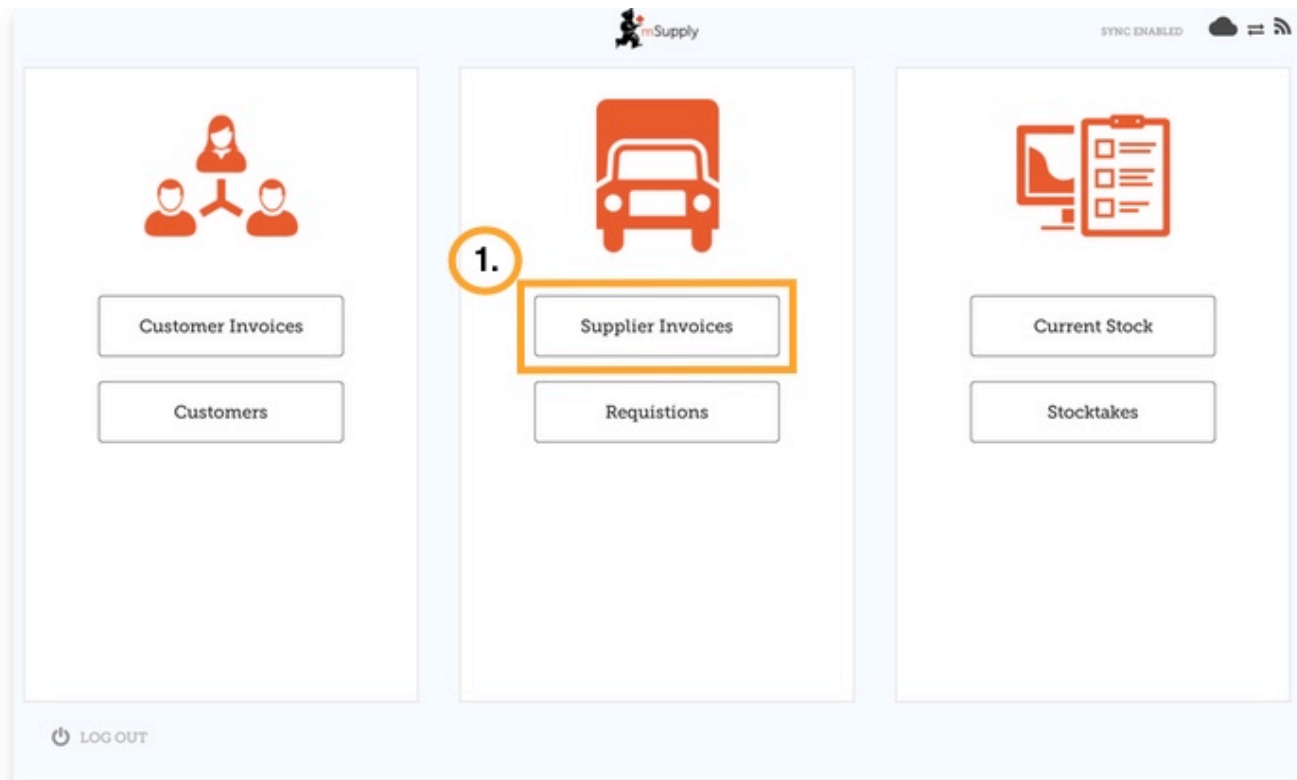 mSupply
SYNC ENABLED
1.
Customer Invoices
Supplier Invoices
Current Stock
Customers
Requistions
Stocktakes
LOG OUT